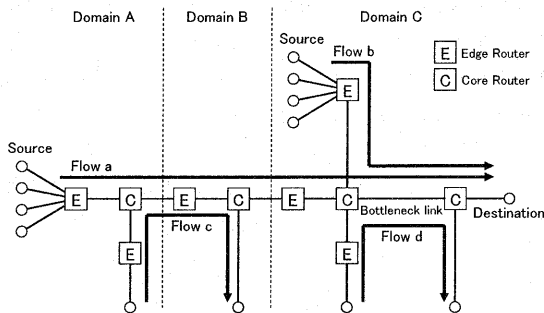 Domain A
Domain B
Domain C
Source
Flow b
E Edge Router
C Core Router
E
Source
Flow a
E
C
E
C
E
C
Bottleneck link
C
Destination
Flow c
Flow d
E
E